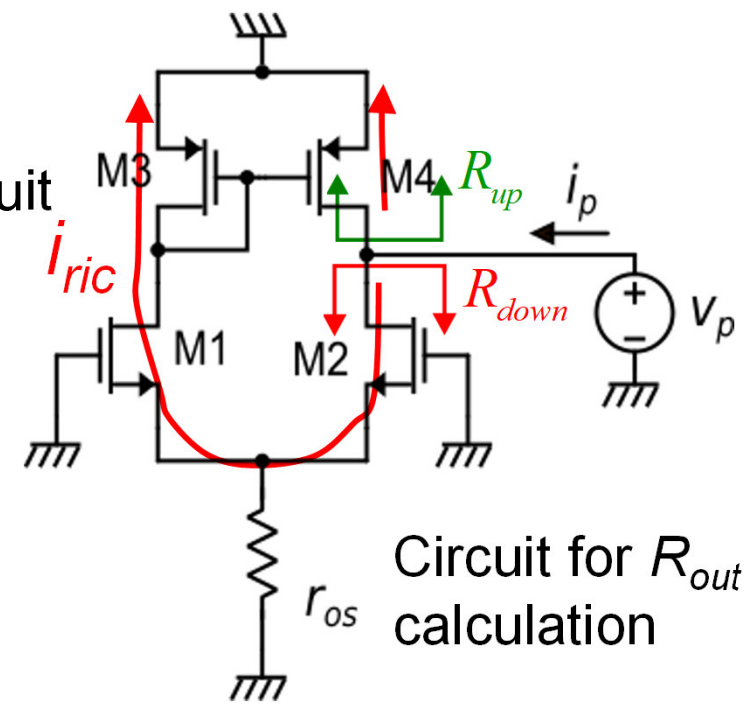 uit
M3
M4
R_up
i_p
i_ric
R_down
+
−
v_p
M1
M2
r_os
Circuit for R_out
calculation